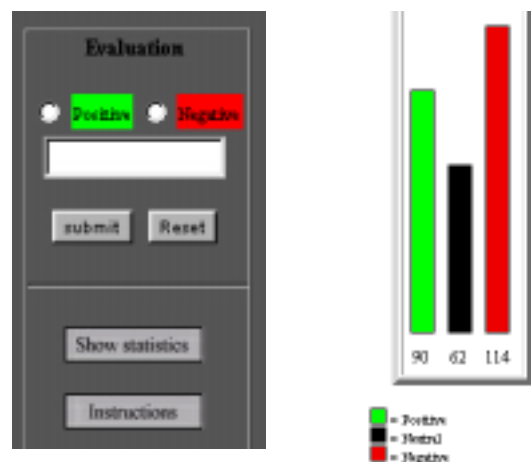 Evaluation
Positive Negative
submit Reset
Show statistics
Instructions
90 62 114
= Positive
= Neutral
= Negative